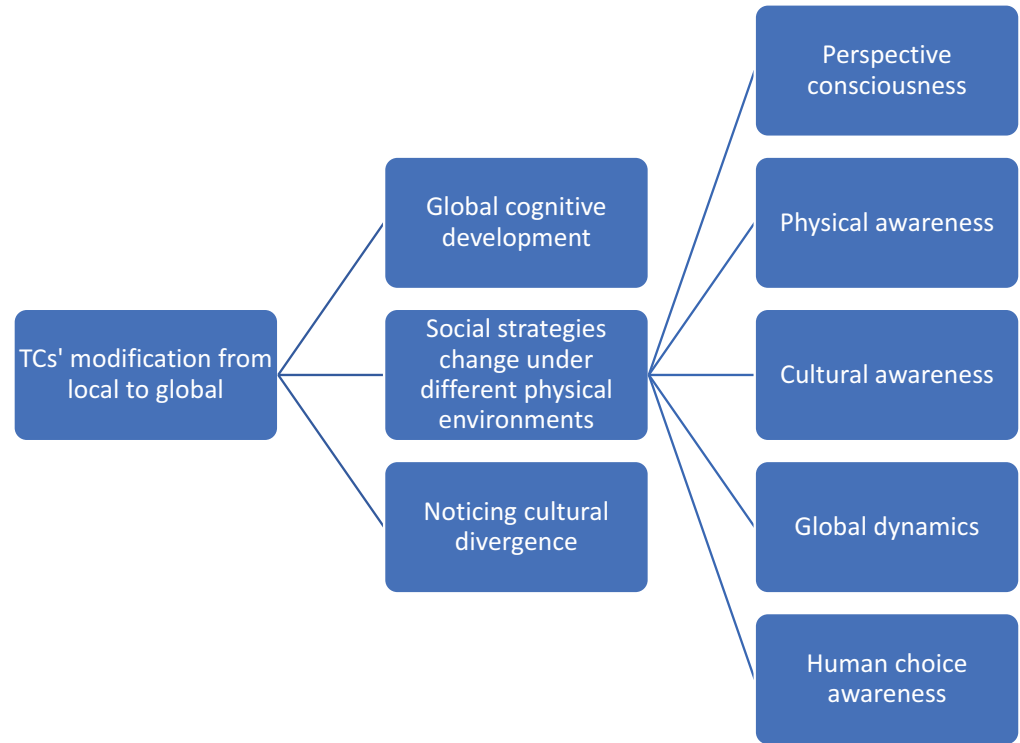 TCs' modification from
local to global
Global cognitive
development
Social strategies
change under
different physical
environments
Noticing cultural
divergence
Perspective
consciousness
Physical awareness
Cultural awareness
Global dynamics
Human choice
awareness